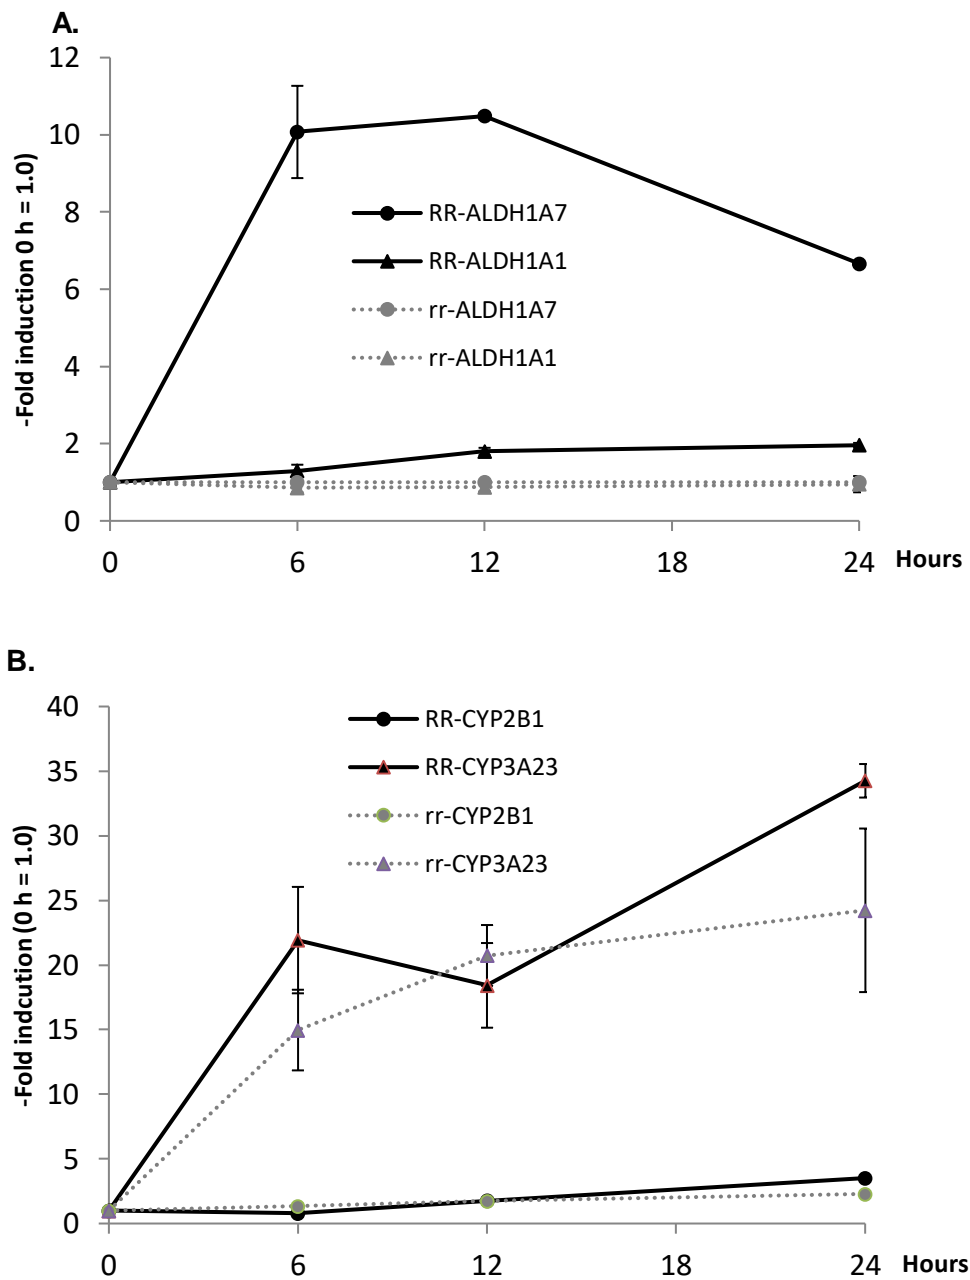 A.
12
10
8
6
4
2
0
-Fold induction 0 h = 1.0)
RR-ALDH1A7
RR-ALDH1A1
rr-ALDH1A7
rr-ALDH1A1
0 6 12 18 24 Hours
B.
40
35
30
25
20
15
10
5
0
-Fold indcution (0 h = 1.0)
RR-CYP2B1
RR-CYP3A23
rr-CYP2B1
rr-CYP3A23
0 6 12 18 24 Hours